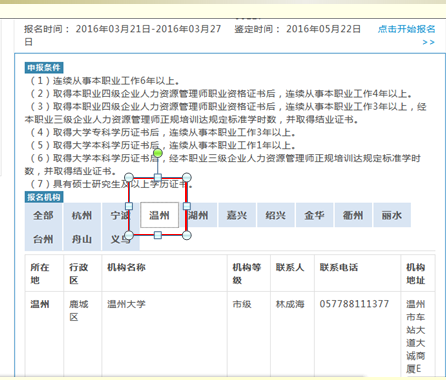 报名时间： 2016年03月21日-2016年03月27日
鉴定时间： 2016年05月22日
点击开始报名>>
申报条件
（1）连续从事本职业工作6年以上。
（2）取得本职业四级企业人力资源管理师职业资格证书后，连续从事本职业工作4年以上。
（3）取得本职业四级企业人力资源管理师职业资格证书后，连续从事本职业工作3年以上，经
本职业三级企业人力资源管理师正规培训达规定标准学时数，并取得结业证书。
（4）取得大学专科学历证书后，连续从事本职业工作3年以上。
（5）取得大学本科学历证书后，连续从事本职业工作1年以上。
（6）取得大学本科学历证书后，经本职业三级企业人力资源管理师正规培训达规定标准学时
数，并取得结业证书。
（7）具有硕士研究生及以上学历证书。
报名机构
全部 杭州 宁波 温州 湖州 嘉兴 绍兴 金华 衢州 丽水
台州 舟山 义乌
所在地 行政区 机构名称 机构等级 联系人 联系电话 机构地址
温州 鹿城区 温州大学 市级 林成海 057788111377 温州市车站大道大诚商厦E